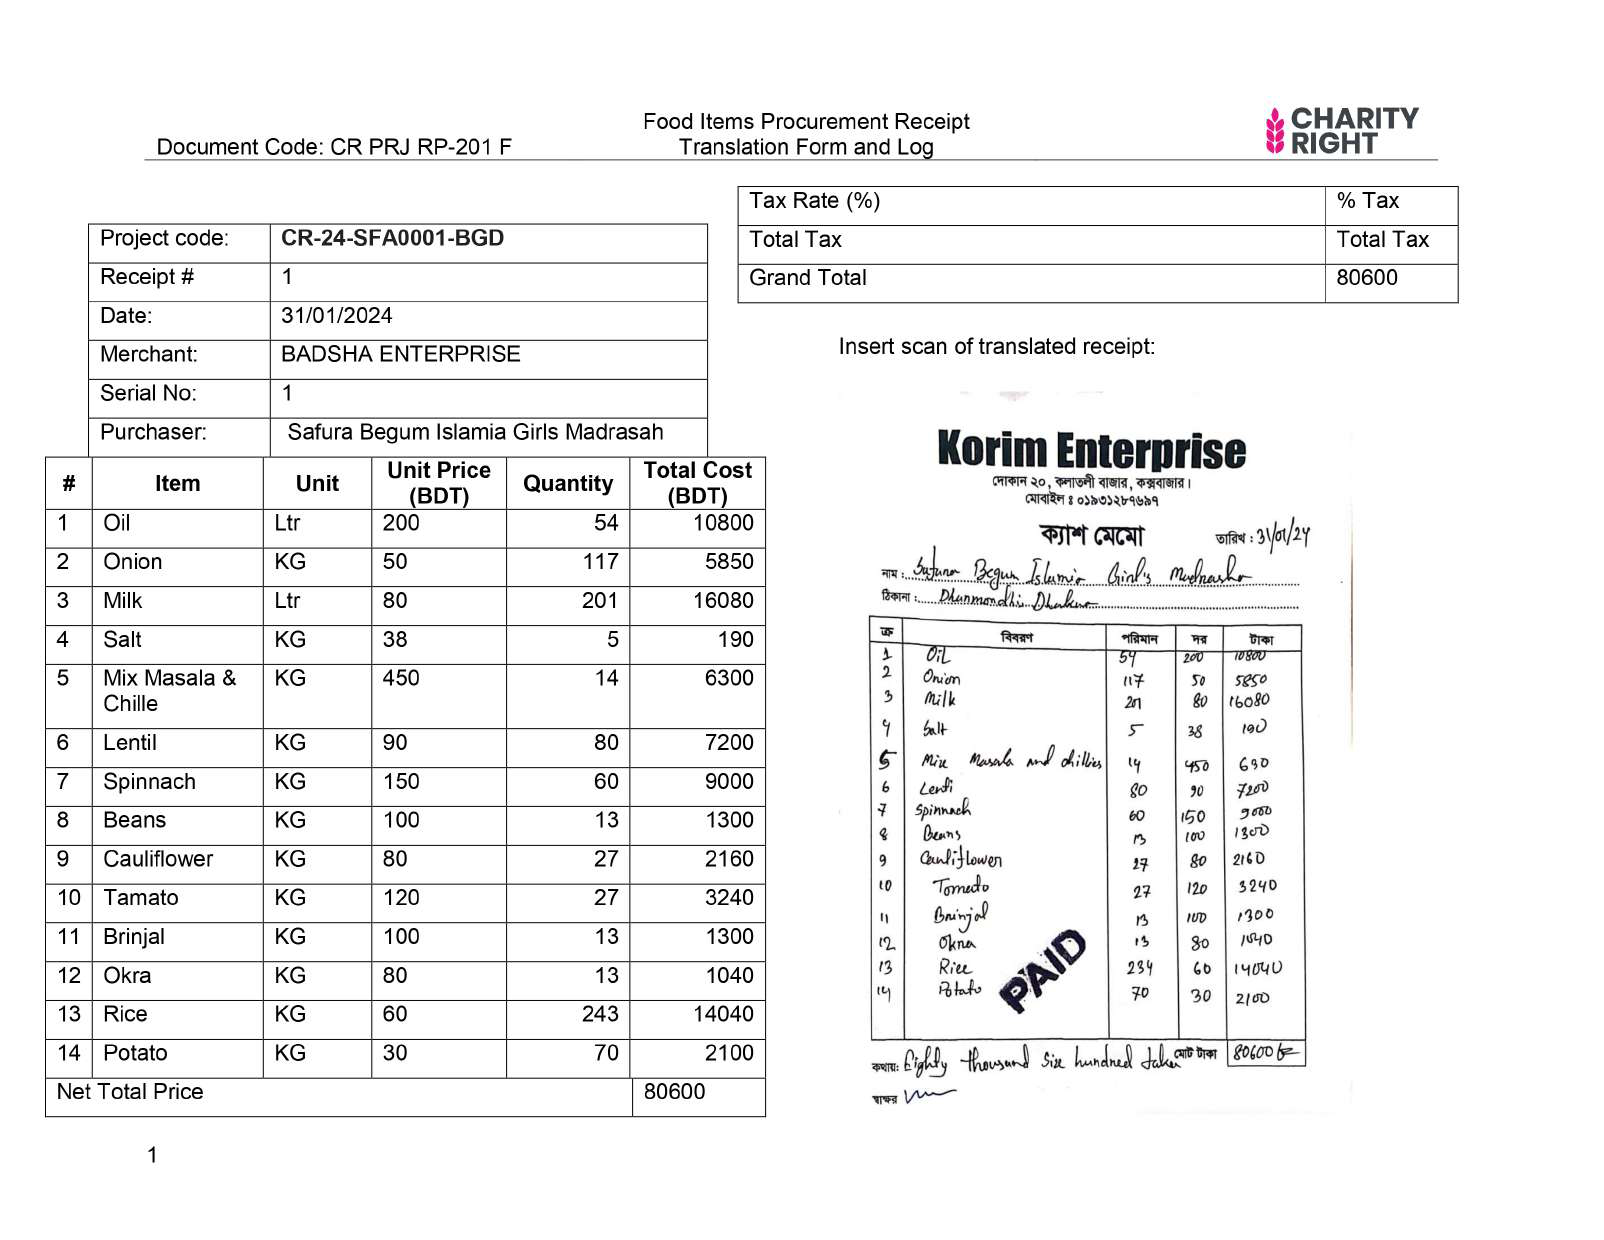 Document Code: CR PRJ RP-201 F
Food Items Procurement Receipt
Translation Form and Log
CHARITY
RIGHT
Project code: CR-24-SFA0001-BGD
Receipt # 1
Date: 31/01/2024
Merchant: BADSHA ENTERPRISE
Serial No: 1
Purchaser: Safura Begum Islamia Girls Madrasah
# Item Unit Unit Price (BDT) Quantity Total Cost (BDT)
1 Oil Ltr 200 54 10800
2 Onion KG 50 117 5850
3 Milk Ltr 80 201 16080
4 Salt KG 38 5 190
5 Mix Masala & Chille KG 450 14 6300
6 Lentil KG 90 80 7200
7 Spinnach KG 150 60 9000
8 Beans KG 100 13 1300
9 Cauliflower KG 80 27 2160
10 Tamato KG 120 27 3240
11 Brinjal KG 100 13 1300
12 Okra KG 80 13 1040
13 Rice KG 60 243 14040
14 Potato KG 30 70 2100
Net Total Price 80600
1
Tax Rate (%) % Tax
Total Tax Total Tax
Grand Total 80600
Insert scan of translated receipt:
Korim Enterprise
দোকান ২০, কলাতলী বাজার, কক্সবাজার।
মোবাইল : ০১৯৩১২৮৭৬৯৭
ক্যাশ মেমো
তারিখ : 31/01/24
নাম : Safura Begum Islamia Girl's Madrasha
ঠিকানা : Dhanmondhi Dhaka
ক্র বিবরণ পরিমান দর টাকা
1 Oil 54 200 10800
2 Onion 117 50 5850
3 Milk 201 80 16080
4 Salt 5 38 190
5 Mix Masala and chillies 14 450 630
6 Lenti 80 90 7200
7 Spinnach 60 150 9000
8 Beans 13 100 1300
9 Cauliflower 27 80 2160
10 Tomedo 27 120 3240
11 Brinjal 13 100 1300
12 Okra 13 80 1040
13 Rice 234 60 14040
14 Potato 70 30 2100
PAID
কথায়: Eighty thousand six hundred taka মোট টাকা 80600
স্বাক্ষর